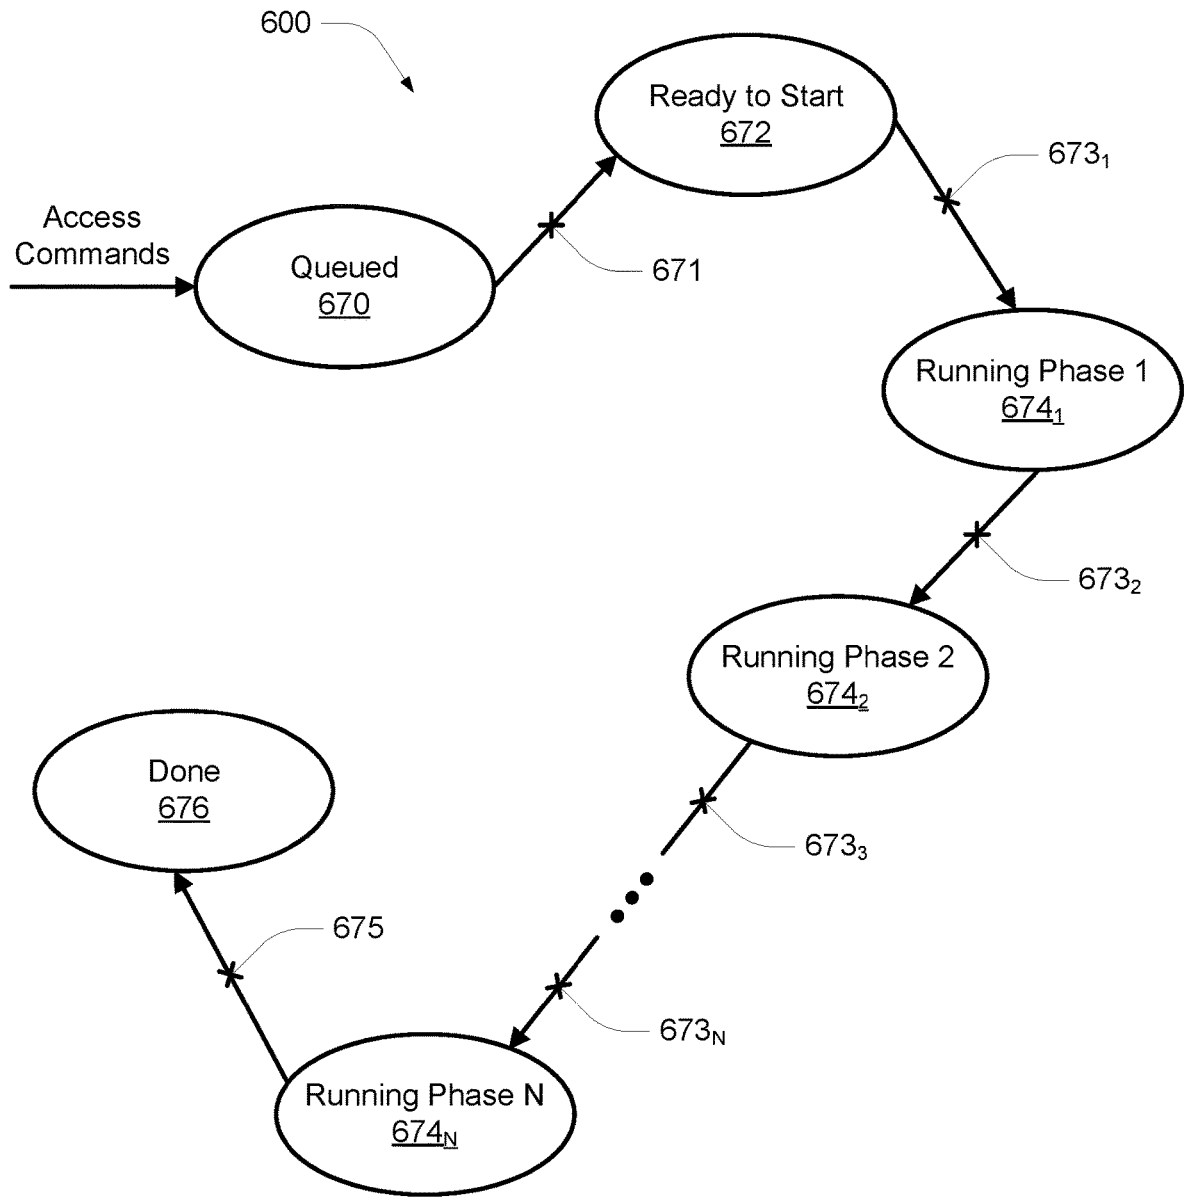 600
Ready to Start
672
673₁
Access
Commands
Queued
670
671
Running Phase 1
674₁
673₂
Running Phase 2
674₂
Done
676
673₃
675
673N
Running Phase N
674N